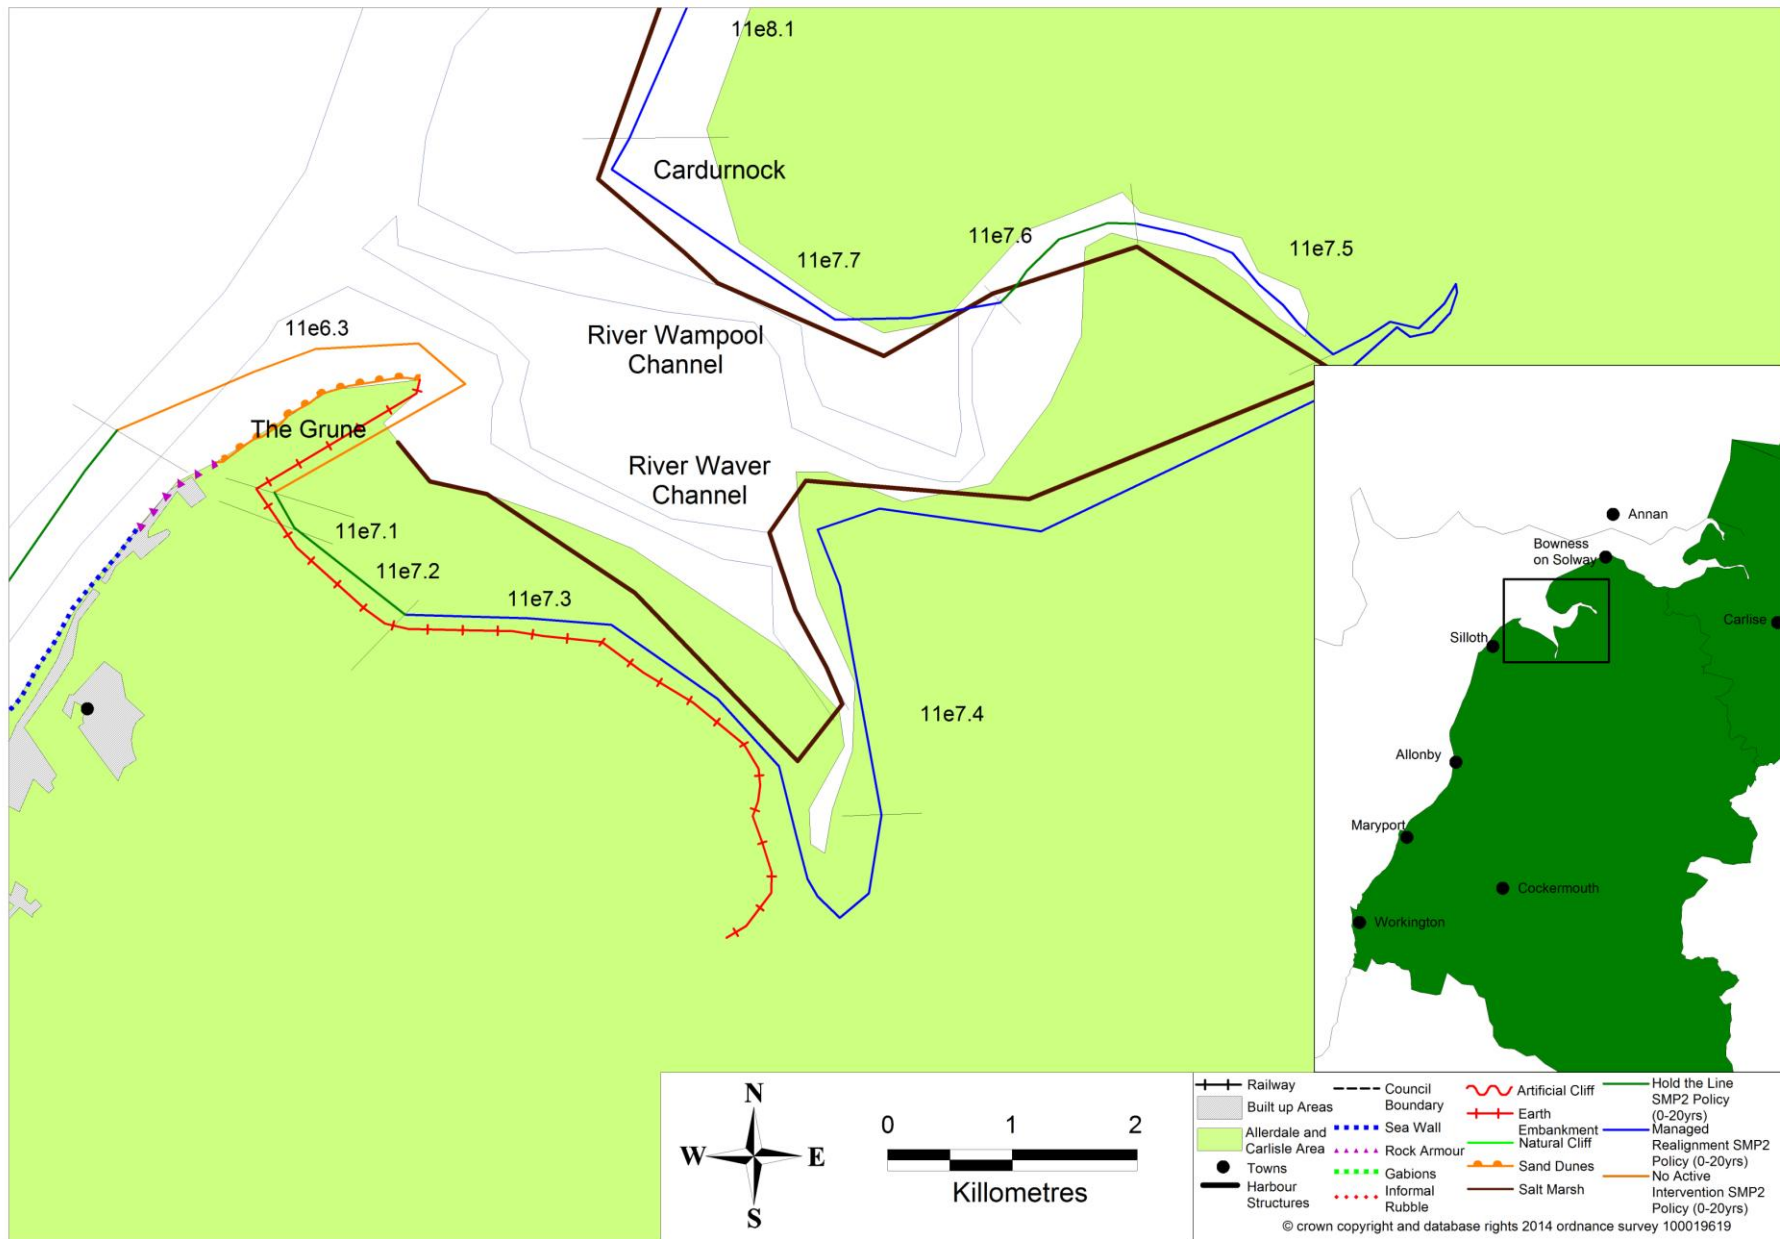 11e8.1
Cardurnock
11e7.6
11e7.5
11e7.7
11e6.3
River Wampool
Channel
The Grune
River Waver
Channel
11e7.1
11e7.2
11e7.3
11e7.4
Annan
Bowness
on Solway
Carlise
Silloth
Allonby
Maryport
Cockermouth
Workington
N
W E
S
0 1 2
Killometres
Railway
Built up Areas
Allerdale and
Carlisle Area
Towns
Harbour
Structures
Council
Boundary
Sea Wall
Rock Armour
Gabions
Informal
Rubble
Artificial Cliff
Earth
Embankment
Natural Cliff
Sand Dunes
Salt Marsh
Hold the Line
SMP2 Policy
(0-20yrs)
Managed
Realignment SMP2
Policy (0-20yrs)
No Active
Intervention SMP2
Policy (0-20yrs)
© crown copyright and database rights 2014 ordnance survey 100019619